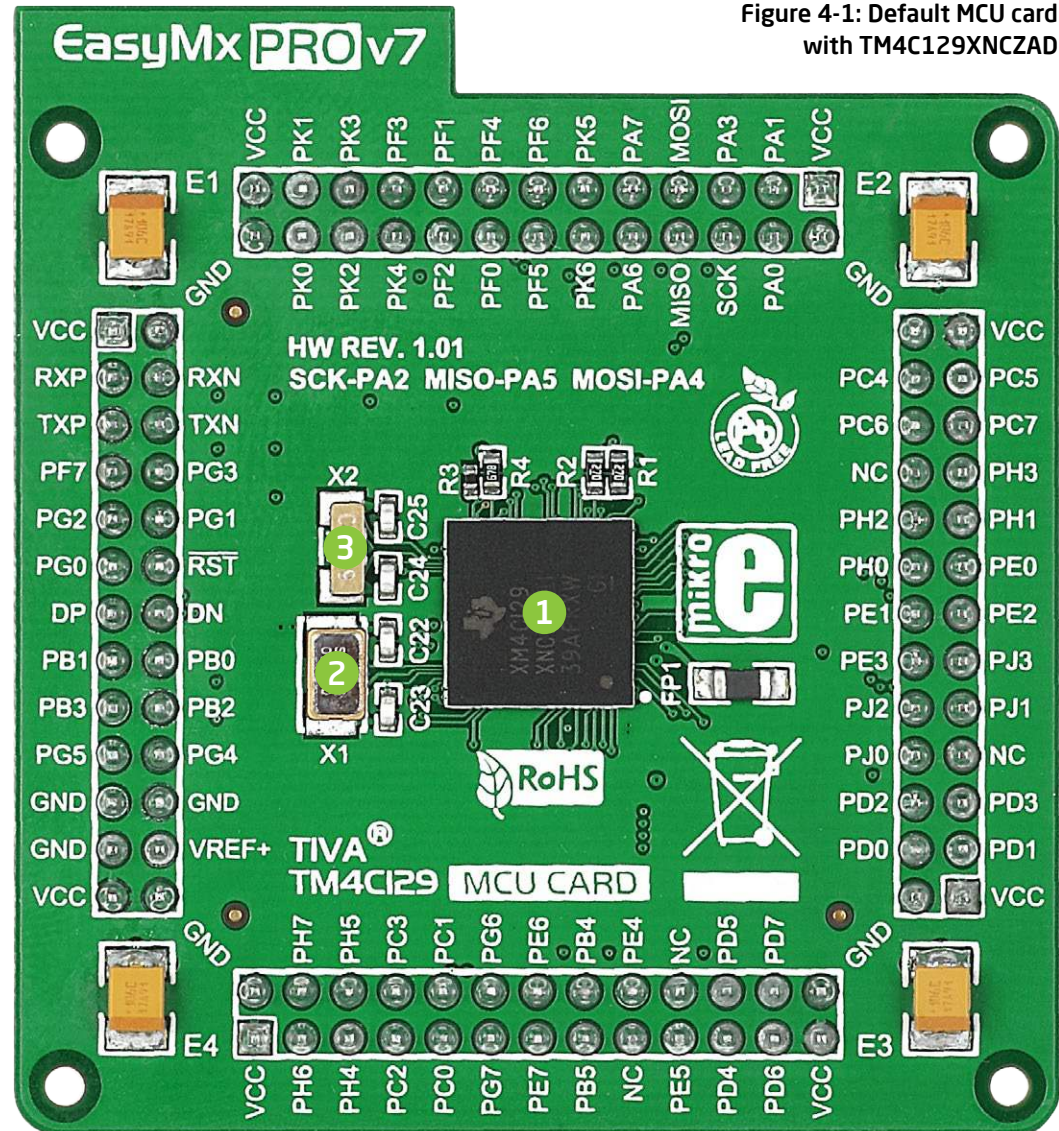 Figure 4-1: Default MCU card
with TM4C129XNCZAD
EasyMx PRO v7
VCC PK1 PK3 PF3 PF1 PF4 PF6 PK5 PA7 MOSI PA3 PA1 VCC
E1 E2
GND PK0 PK2 PK4 PF2 PF0 PF5 PK6 PA6 MISO SCK PA0 GND
HW REV. 1.01
SCK-PA2 MISO-PA5 MOSI-PA4
VCC
RXP RXN
TXP TXN
PF7 PG3
PG2 PG1
PG0 RST
DP DN
PB1 PB0
PB3 PB2
PG5 PG4
GND GND
GND VREF+
VCC GND
Pb
LEAD FREE
R3 R4 R2 R1
X2
C25
C24
C22
C23
X1
3
2
1
XM4C129
mikro
e
FP1
RoHS
TIVA®
TM4C129 MCU CARD
VCC
PC4 PC5
PC6 PC7
NC PH3
PH2 PH1
PH0 PE0
PE1 PE2
PE3 PJ3
PJ2 PJ1
PJ0 NC
PD2 PD3
PD0 PD1
VCC
GND
PH7 PH5 PC3 PC1 PG6 PE6 PB4 PE4 NC PD5 PD7
E4 E3
VCC PH6 PH4 PC2 PC0 PG7 PE7 PB5 NC PE5 PD4 PD6 VCC